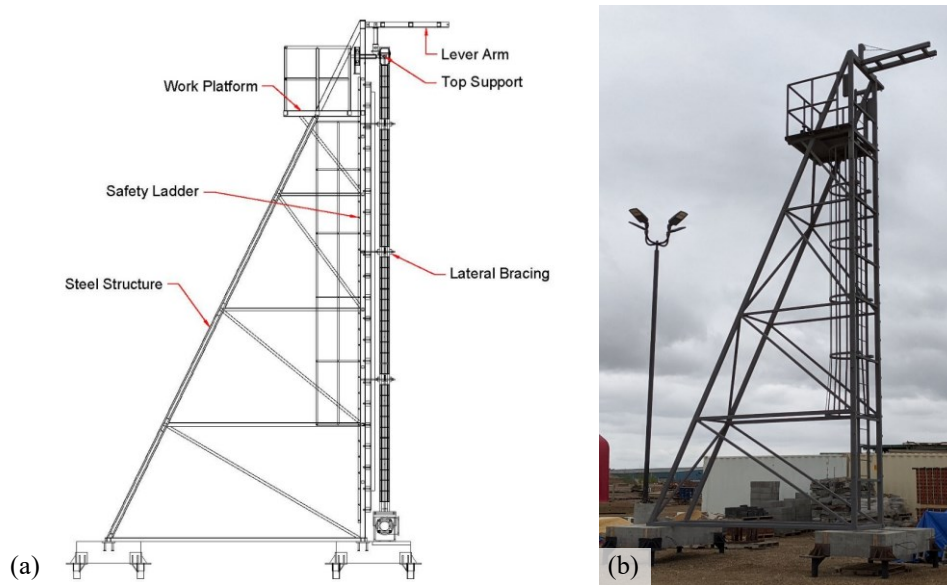 Lever Arm
Top Support
Work Platform
Safety Ladder
Lateral Bracing
Steel Structure
(a)
(b)